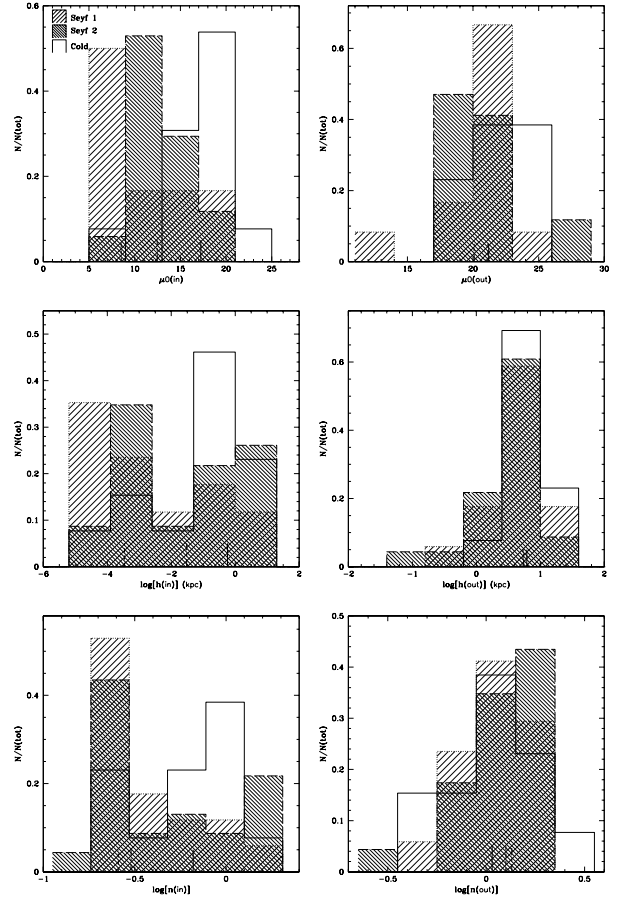 Seyf 1
Seyf 2
Cold
N/N(tot)
0.6
0.4
0.2
0
0 5 10 15 20 25
μ0(in)
N/N(tot)
0.6
0.4
0.2
0
15 20 25 30
μ0(out)
N/N(tot)
0.5
0.4
0.3
0.2
0.1
0
-6 -4 -2 0 2
log[h(in)] (kpc)
N/N(tot)
0.6
0.4
0.2
0
-2 -1 0 1 2
log[h(out)] (kpc)
N/N(tot)
0.4
0.2
0
-1 -0.5 0
log[n(in)]
N/N(tot)
0.5
0.4
0.3
0.2
0.1
0
-0.5 0 0.5
log[n(out)]